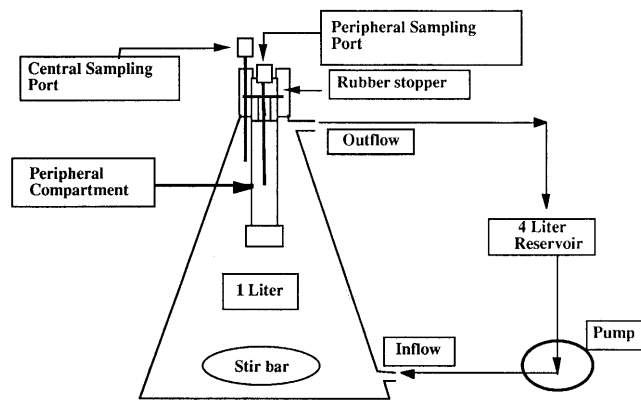 Peripheral Sampling
Port
Central Sampling
Port
Rubber stopper
Outflow
Peripheral
Compartment
4 Liter
Reservoir
1 Liter
Pump
Inflow
Stir bar